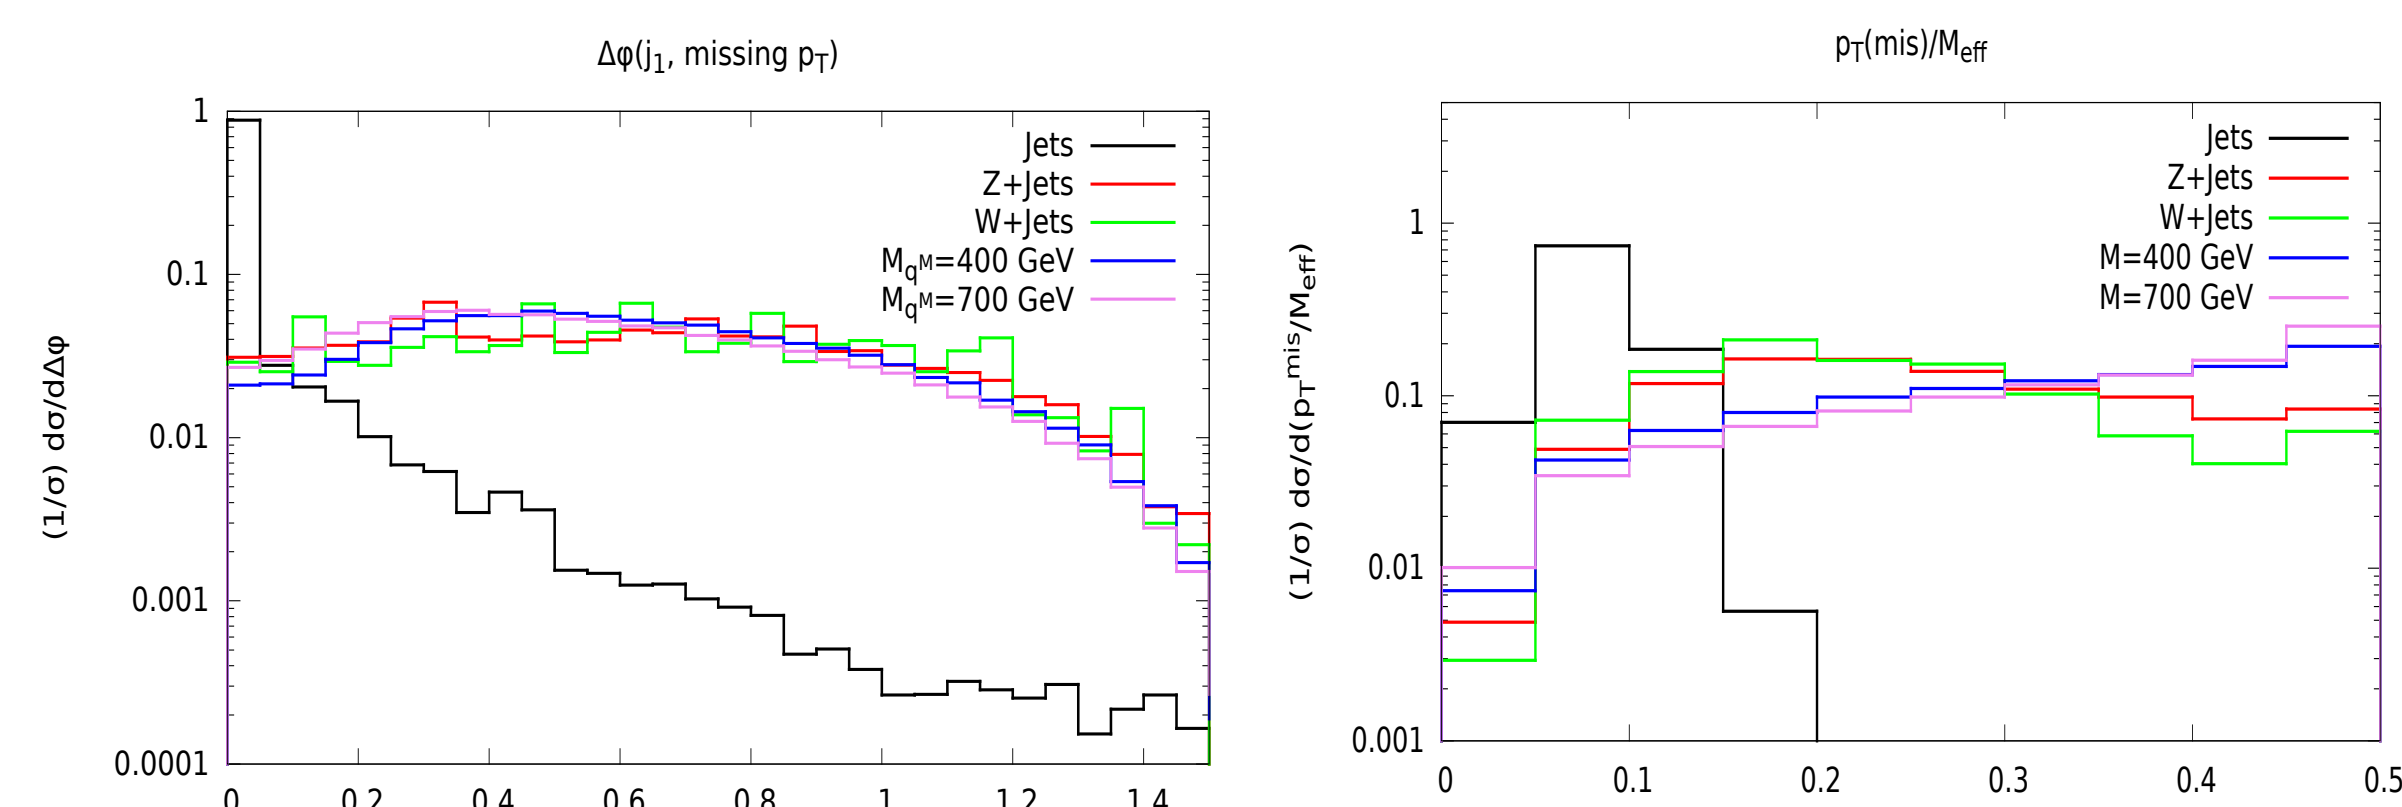 Δφ(j1, missing pT)
(1/σ) dσ/dΔφ
1
0.1
0.01
0.001
0.0001
Jets
Z+Jets
W+Jets
MqM=400 GeV
MqM=700 GeV
0 0.2 0.4 0.6 0.8 1 1.2 1.4
pT(mis)/Meff
(1/σ) dσ/d(pTmis/Meff)
1
0.1
0.01
0.001
Jets
Z+Jets
W+Jets
M=400 GeV
M=700 GeV
0 0.1 0.2 0.3 0.4 0.5